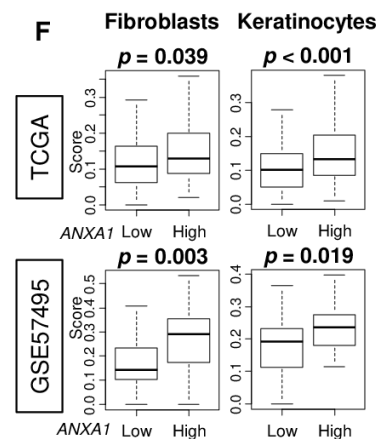 F
Fibroblasts Keratinocytes
p = 0.039 p < 0.001
TCGA
Score
0.0 0.1 0.2 0.3
0.0 0.1 0.2 0.3
ANXA1 Low High Low High
p = 0.003 p = 0.019
GSE57495
Score
0.0 0.1 0.2 0.3 0.4 0.5
0.0 0.1 0.2 0.3 0.4
ANXA1 Low High Low High